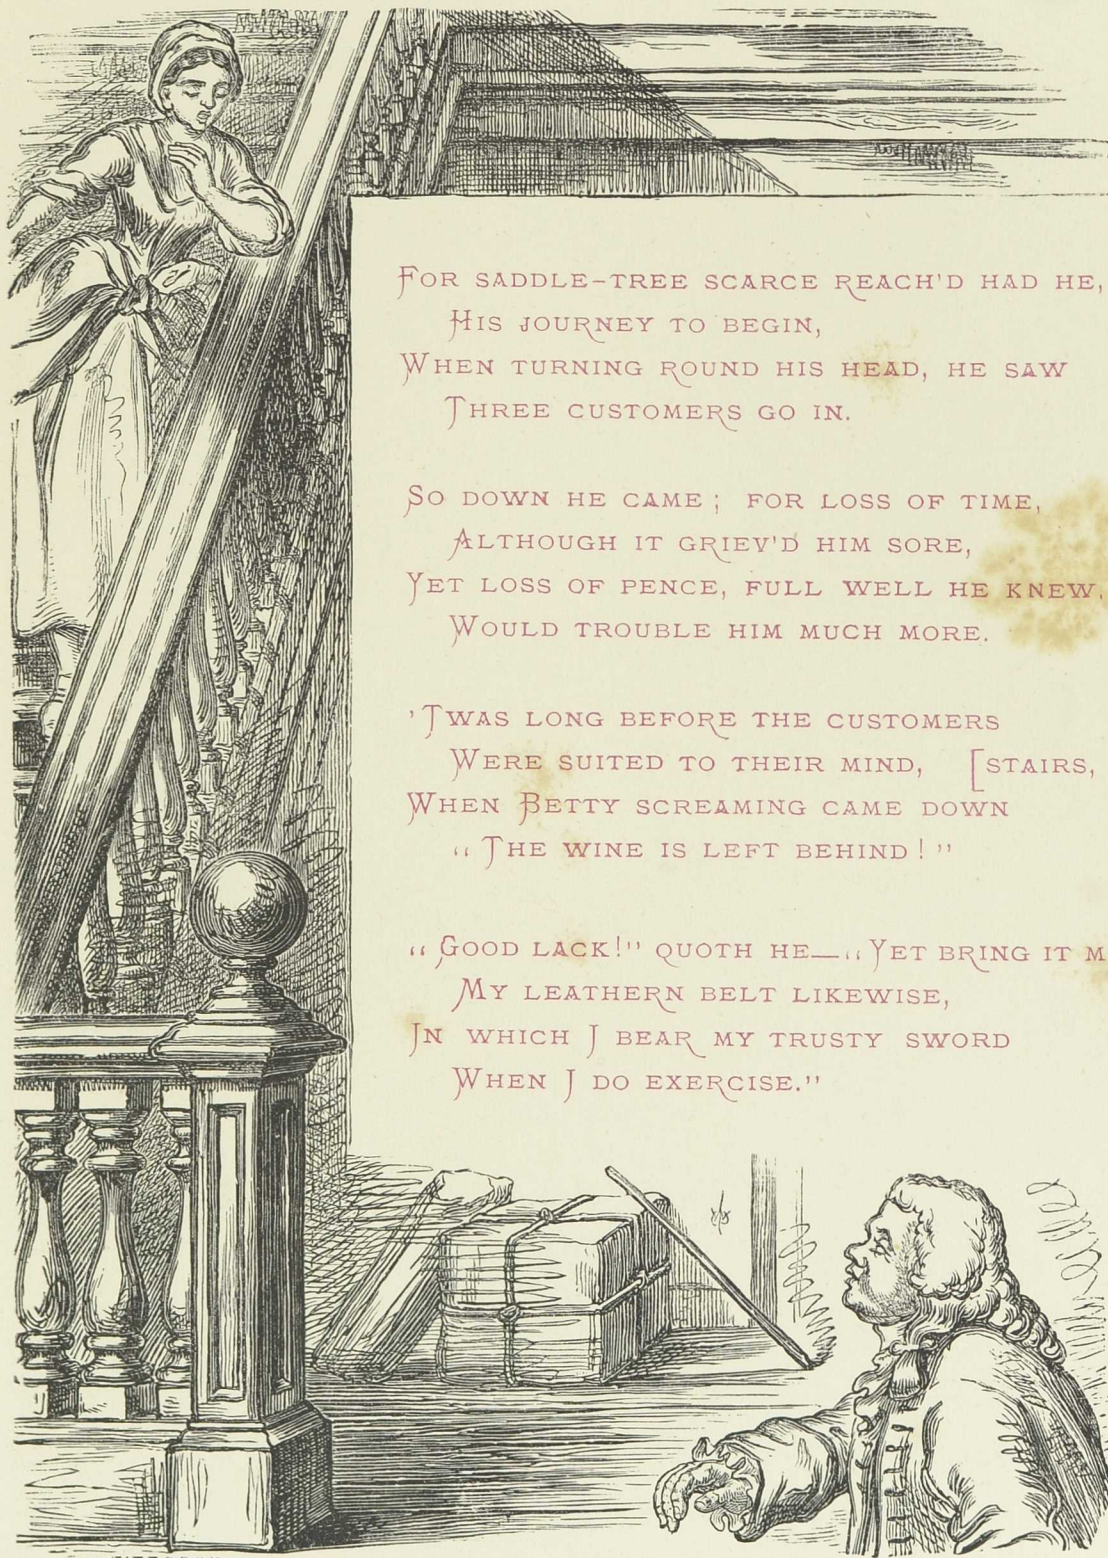 For saddle-tree scarce reach'd had he,
His journey to begin,
When turning round his head, he saw
Three customers go in.
So down he came; for loss of time,
Although it griev'd him sore,
Yet loss of pence, full well he knew,
Would trouble him much more.
'Twas long before the customers
Were suited to their mind, [stairs,
When Betty screaming came down
"The wine is left behind!"
"Good lack!" quoth he—"Yet bring it m
My leathern belt likewise,
In which I bear my trusty sword
When I do exercise."